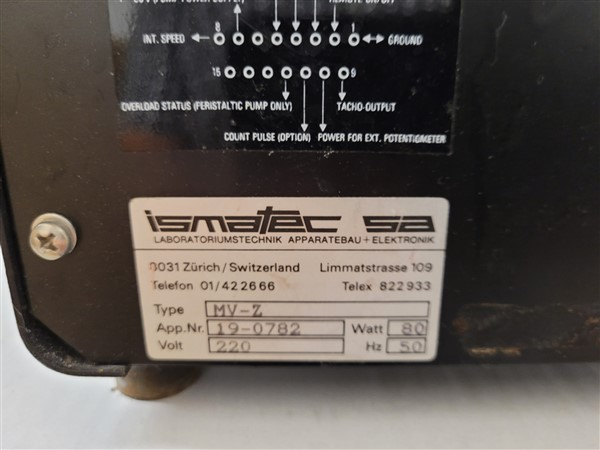 REMOTE ON/OFF
8 1
INT. SPEED GROUND
15 9
OVERLOAD STATUS (PERISTALTIC PUMP ONLY) TACHO-OUTPUT
COUNT PULSE (OPTION) POWER FOR EXT. POTENTIOMETER
ismatec sa
LABORATORIUMSTECHNIK APPARATEBAU + ELEKTRONIK
8031 Zürich/Switzerland Limmatstrasse 109
Telefon 01/42 26 66 Telex 822 933
Type MV-Z
App.Nr. 19-0782 Watt 80
Volt 220 Hz 50